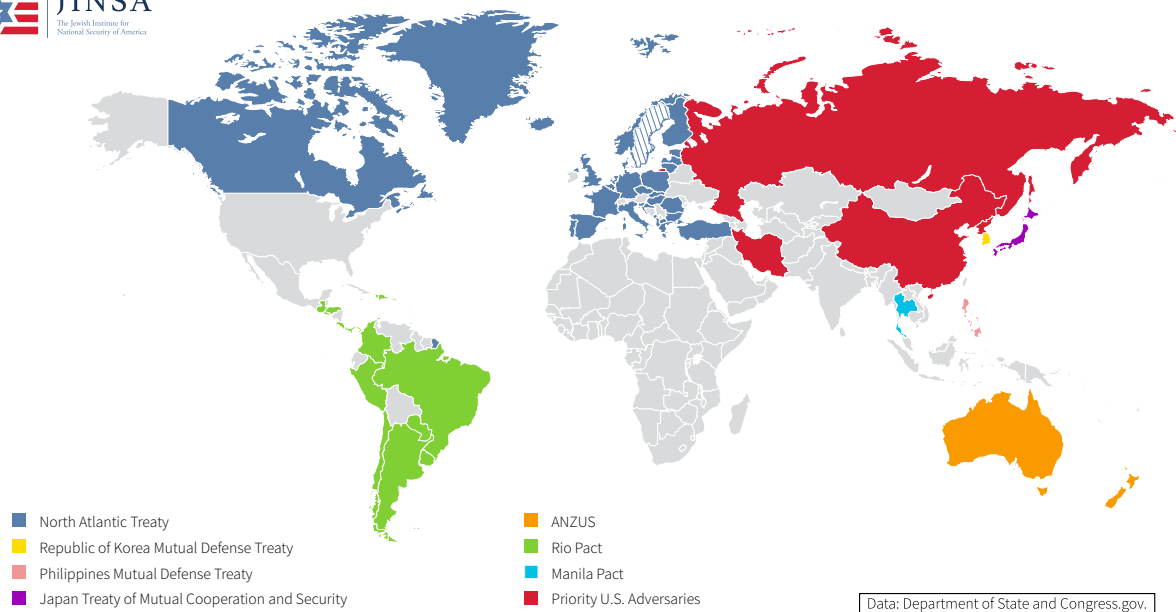 JINSA
The Jewish Institute for
National Security of America
North Atlantic Treaty
Republic of Korea Mutual Defense Treaty
Philippines Mutual Defense Treaty
Japan Treaty of Mutual Cooperation and Security
ANZUS
Rio Pact
Manila Pact
Priority U.S. Adversaries
Data: Department of State and Congress.gov.